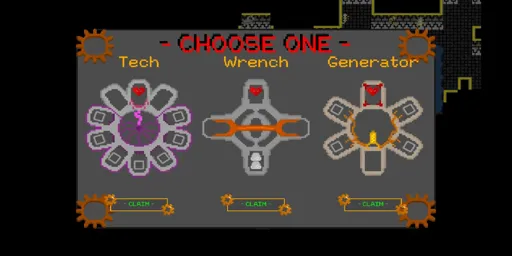 - CHOOSE ONE -
Tech Wrench Generator
- CLAIM - - CLAIM - - CLAIM -